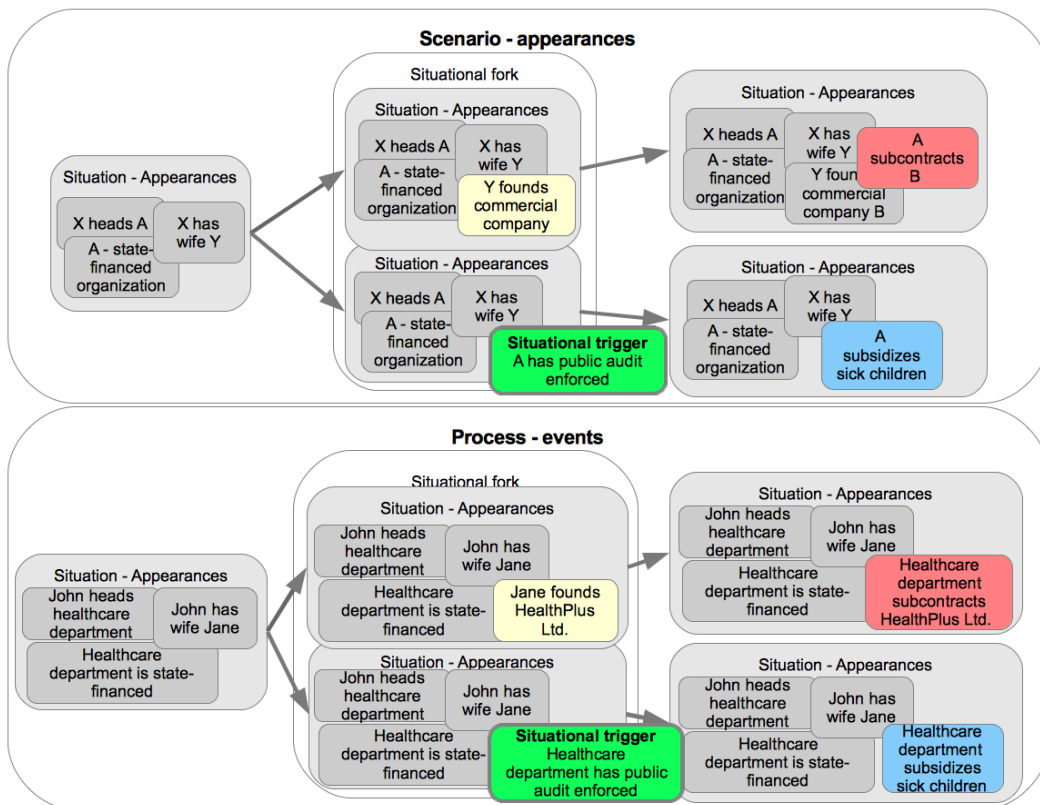 Scenario - appearances
Situational fork
Situation - Appearances
X heads A
A - state-
financed
organization
X has
wife Y
Situation - Appearances
X heads A
A - state-
financed
organization
X has
wife Y
Y founds
commercial
company
Situation - Appearances
X heads A
A - state-
financed
organization
X has
wife Y
Situational trigger
A has public audit
enforced
Situation - Appearances
X heads A
A - state-
financed
organization
X has
wife Y
Y founds
commercial
company B
A
subcontracts
B
Situation - Appearances
X heads A
A - state-
financed
organization
X has
wife Y
A
subsidizes
sick children
Process - events
Situational fork
Situation - Appearances
John heads
healthcare
department
John has
wife Jane
Healthcare
department is state-
financed
Situation - Appearances
John heads
healthcare
department
John has
wife Jane
Healthcare
department is state-
financed
Jane founds
HealthPlus
Ltd.
Situation - Appearances
John heads
healthcare
department
John has
wife Jane
Healthcare
department is state-
financed
Situational trigger
Healthcare
department has public
audit enforced
Situation - Appearances
John heads
healthcare
department
John has
wife Jane
Healthcare
department is state-
financed
Healthcare
department
subcontracts
HealthPlus Ltd.
Situation - Appearances
John heads
healthcare
department
John has
wife Jane
Healthcare
department is state-
financed
Healthcare
department
subsidizes
sick children